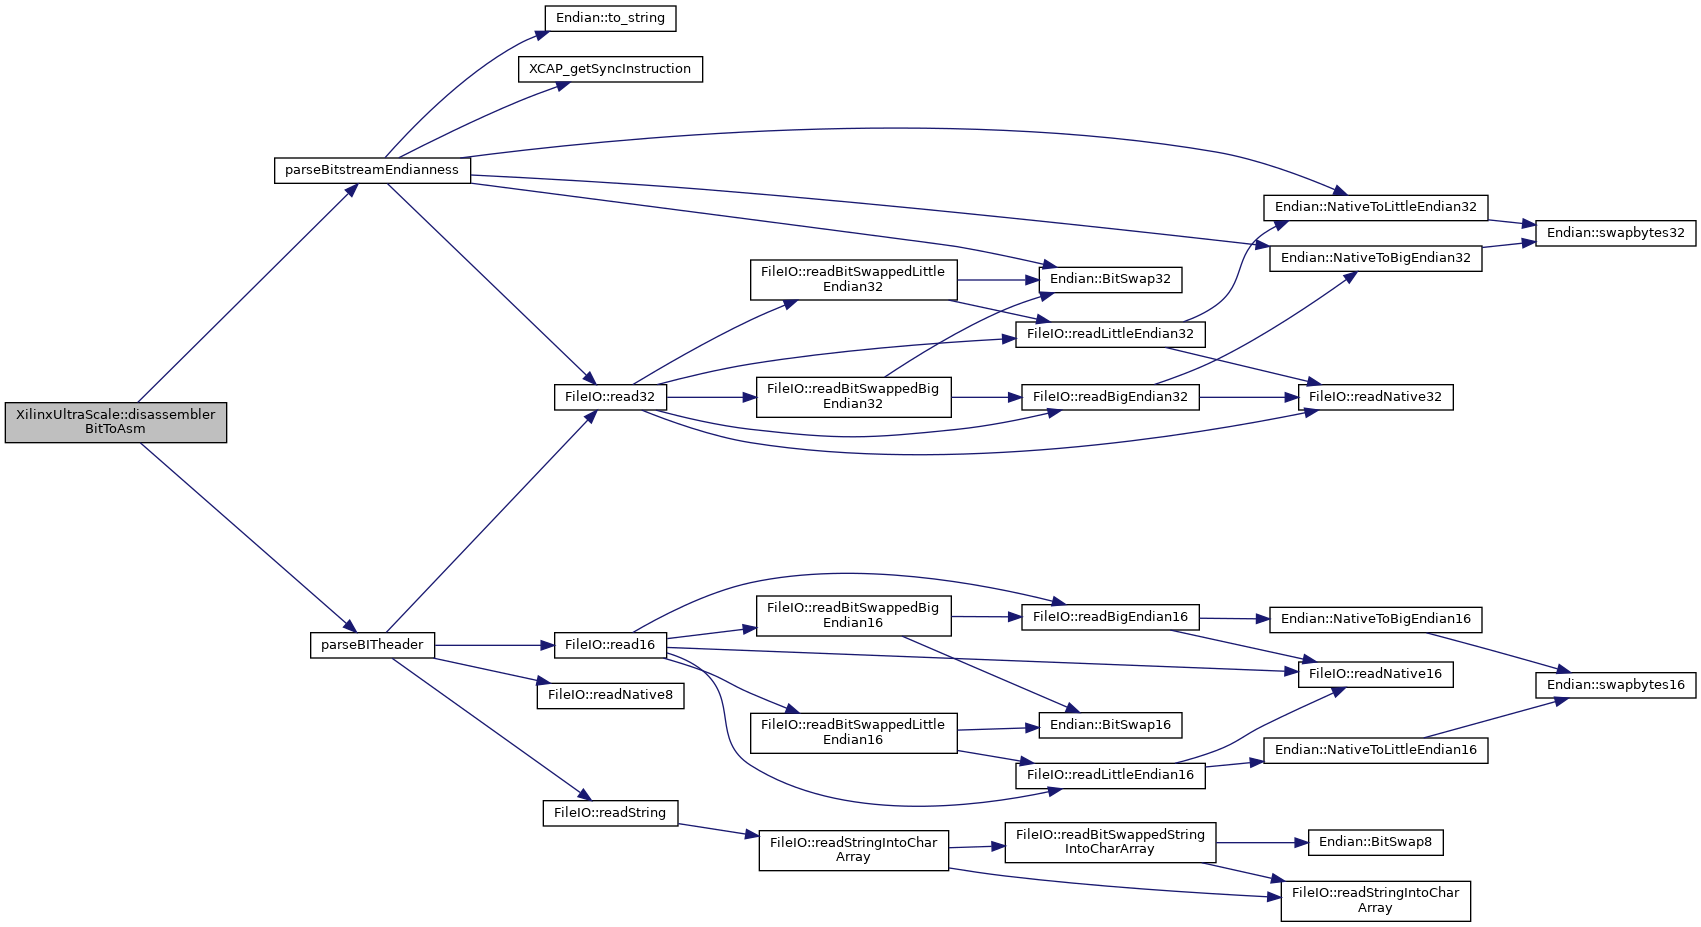 Endian::to_string
XCAP_getSyncInstruction
parseBitstreamEndianness
Endian::NativeToLittleEndian32
Endian::swapbytes32
Endian::NativeToBigEndian32
FileIO::readBitSwappedLittle
Endian32
Endian::BitSwap32
FileIO::readLittleEndian32
FileIO::read32
FileIO::readBitSwappedBig
Endian32
FileIO::readBigEndian32
FileIO::readNative32
XilinxUltraScale::disassembler
BitToAsm
FileIO::readBitSwappedBig
Endian16
FileIO::readBigEndian16
Endian::NativeToBigEndian16
parseBITheader
FileIO::read16
FileIO::readNative16
Endian::swapbytes16
FileIO::readNative8
FileIO::readBitSwappedLittle
Endian16
Endian::BitSwap16
Endian::NativeToLittleEndian16
FileIO::readLittleEndian16
FileIO::readString
FileIO::readStringIntoChar
Array
FileIO::readBitSwappedString
IntoCharArray
Endian::BitSwap8
FileIO::readStringIntoChar
Array